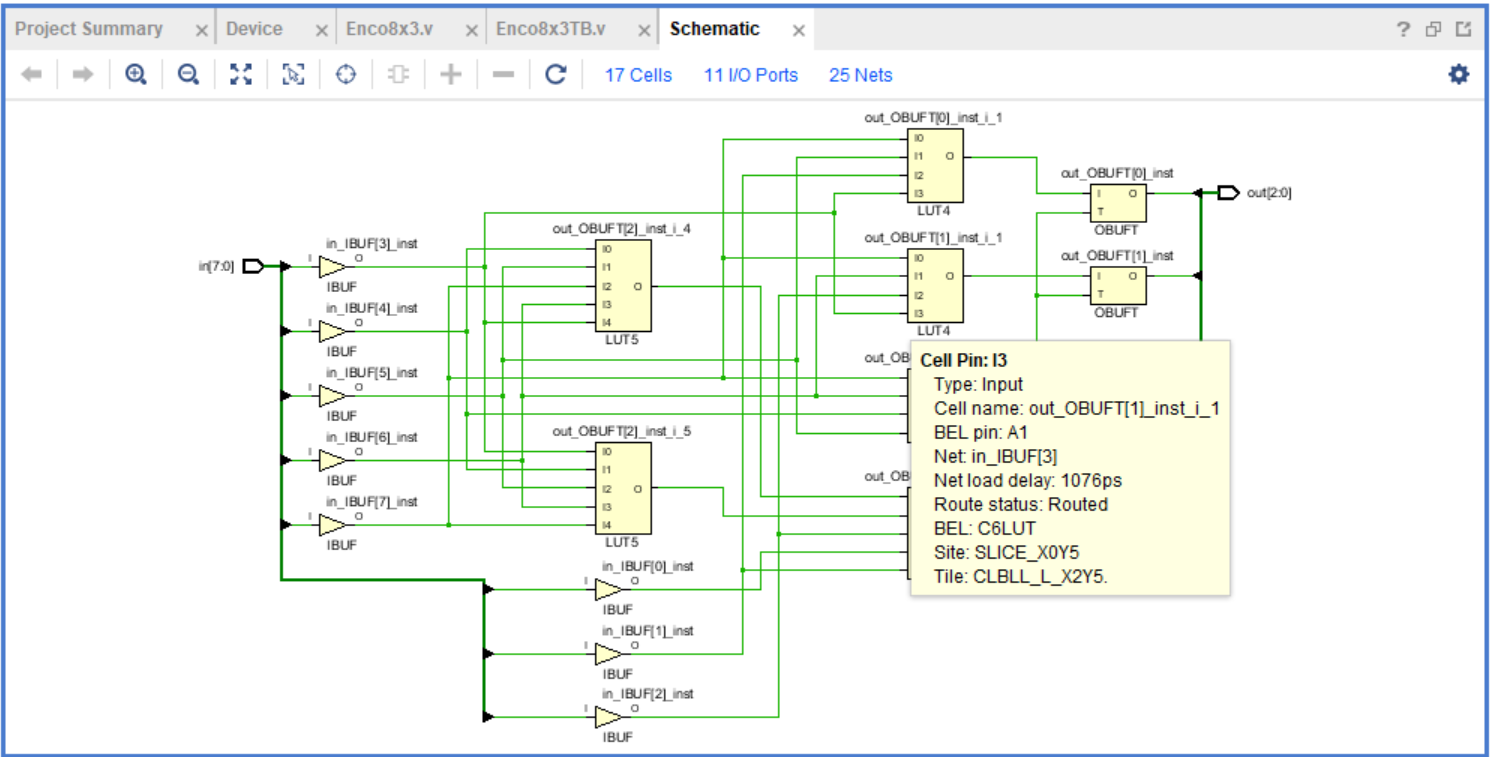 Project Summary × Device × Enco8x3.v × Enco8x3TB.v × Schematic × ?
17 Cells 11 I/O Ports 25 Nets
out_OBUFT[0]_inst_i_1
I0
I1 O
I2
I3
LUT4
out_OBUFT[0]_inst
I O
T
OBUFT
out[2:0]
out_OBUFT[1]_inst_i_1
I0
I1 O
I2
I3
LUT4
out_OBUFT[1]_inst
I O
T
OBUFT
in[7:0]
in_IBUF[3]_inst
I O
IBUF
in_IBUF[4]_inst
I O
IBUF
in_IBUF[5]_inst
I O
IBUF
in_IBUF[6]_inst
I O
IBUF
in_IBUF[7]_inst
I O
IBUF
out_OBUFT[2]_inst_i_4
I0
I1
I2 O
I3
I4
LUT5
out_OBUFT[2]_inst_i_5
I0
I1
I2 O
I3
I4
LUT5
in_IBUF[0]_inst
I O
IBUF
in_IBUF[1]_inst
I O
IBUF
in_IBUF[2]_inst
I O
IBUF
out_OB
out_OB
Cell Pin: I3
Type: Input
Cell name: out_OBUFT[1]_inst_i_1
BEL pin: A1
Net: in_IBUF[3]
Net load delay: 1076ps
Route status: Routed
BEL: C6LUT
Site: SLICE_X0Y5
Tile: CLBLL_L_X2Y5.